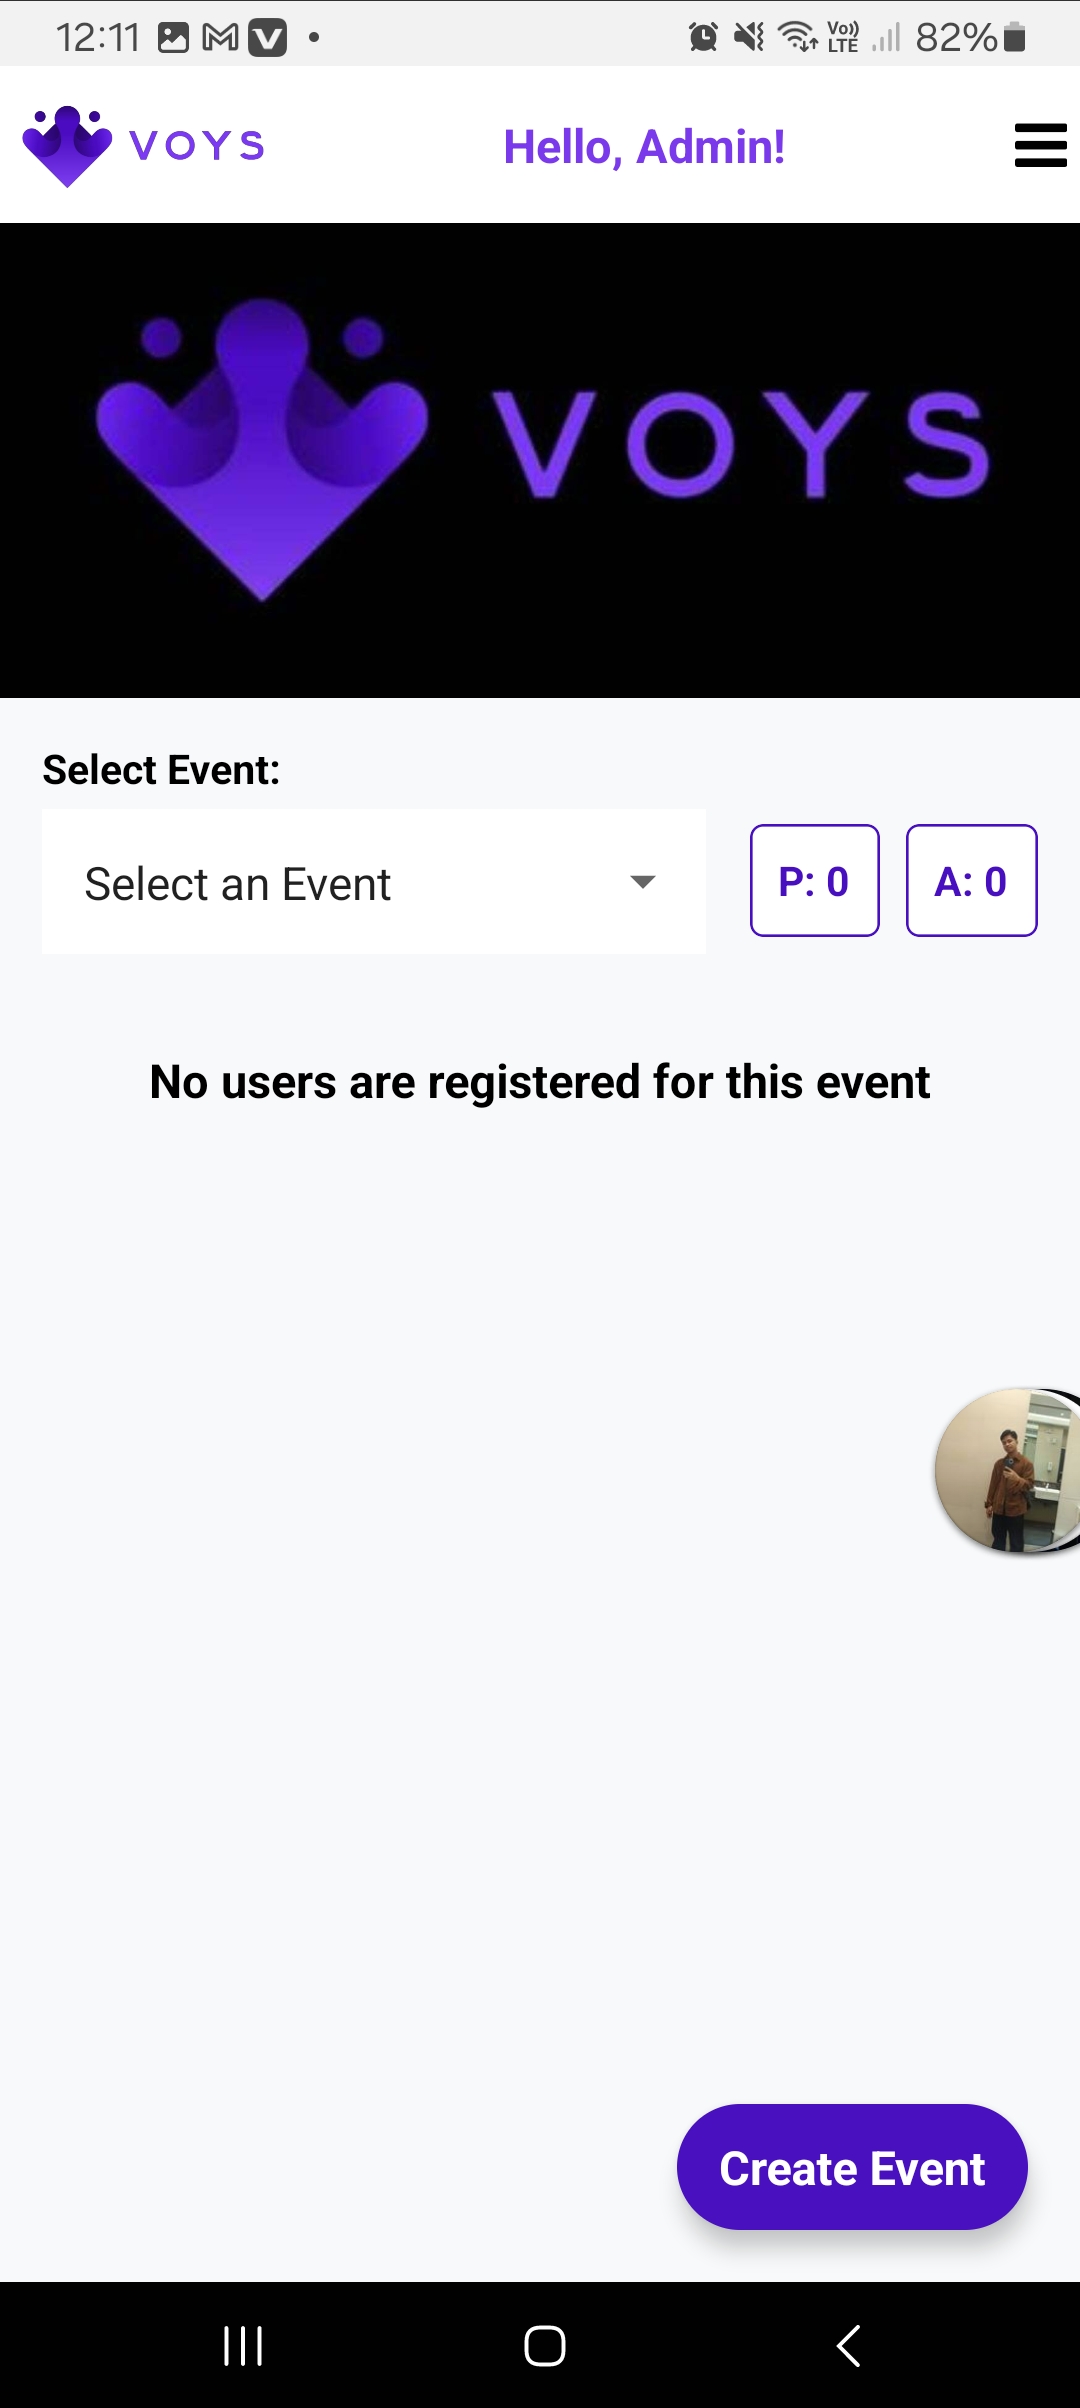 12:11
Vo))
LTE
82%
VOYS
Hello, Admin!
VOYS
Select Event:
Select an Event
P: 0
A: 0
No users are registered for this event
Create Event